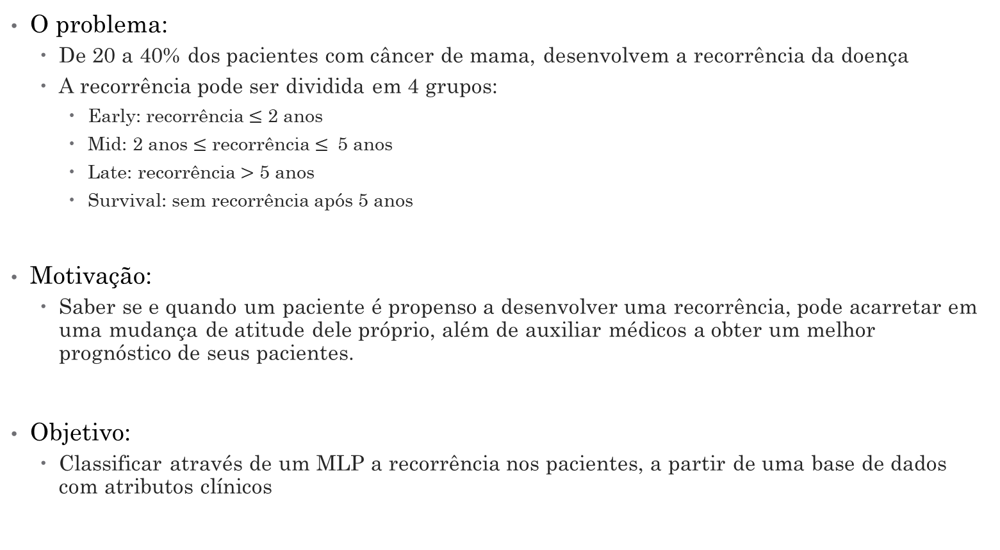 • O problema:
• De 20 a 40% dos pacientes com câncer de mama, desenvolvem a recorrência da doença
• A recorrência pode ser dividida em 4 grupos:
• Early: recorrência ≤ 2 anos
• Mid: 2 anos ≤ recorrência ≤ 5 anos
• Late: recorrência > 5 anos
• Survival: sem recorrência após 5 anos
• Motivação:
• Saber se e quando um paciente é propenso a desenvolver uma recorrência, pode acarretar em
uma mudança de atitude dele próprio, além de auxiliar médicos a obter um melhor
prognóstico de seus pacientes.
• Objetivo:
• Classificar através de um MLP a recorrência nos pacientes, a partir de uma base de dados
com atributos clínicos